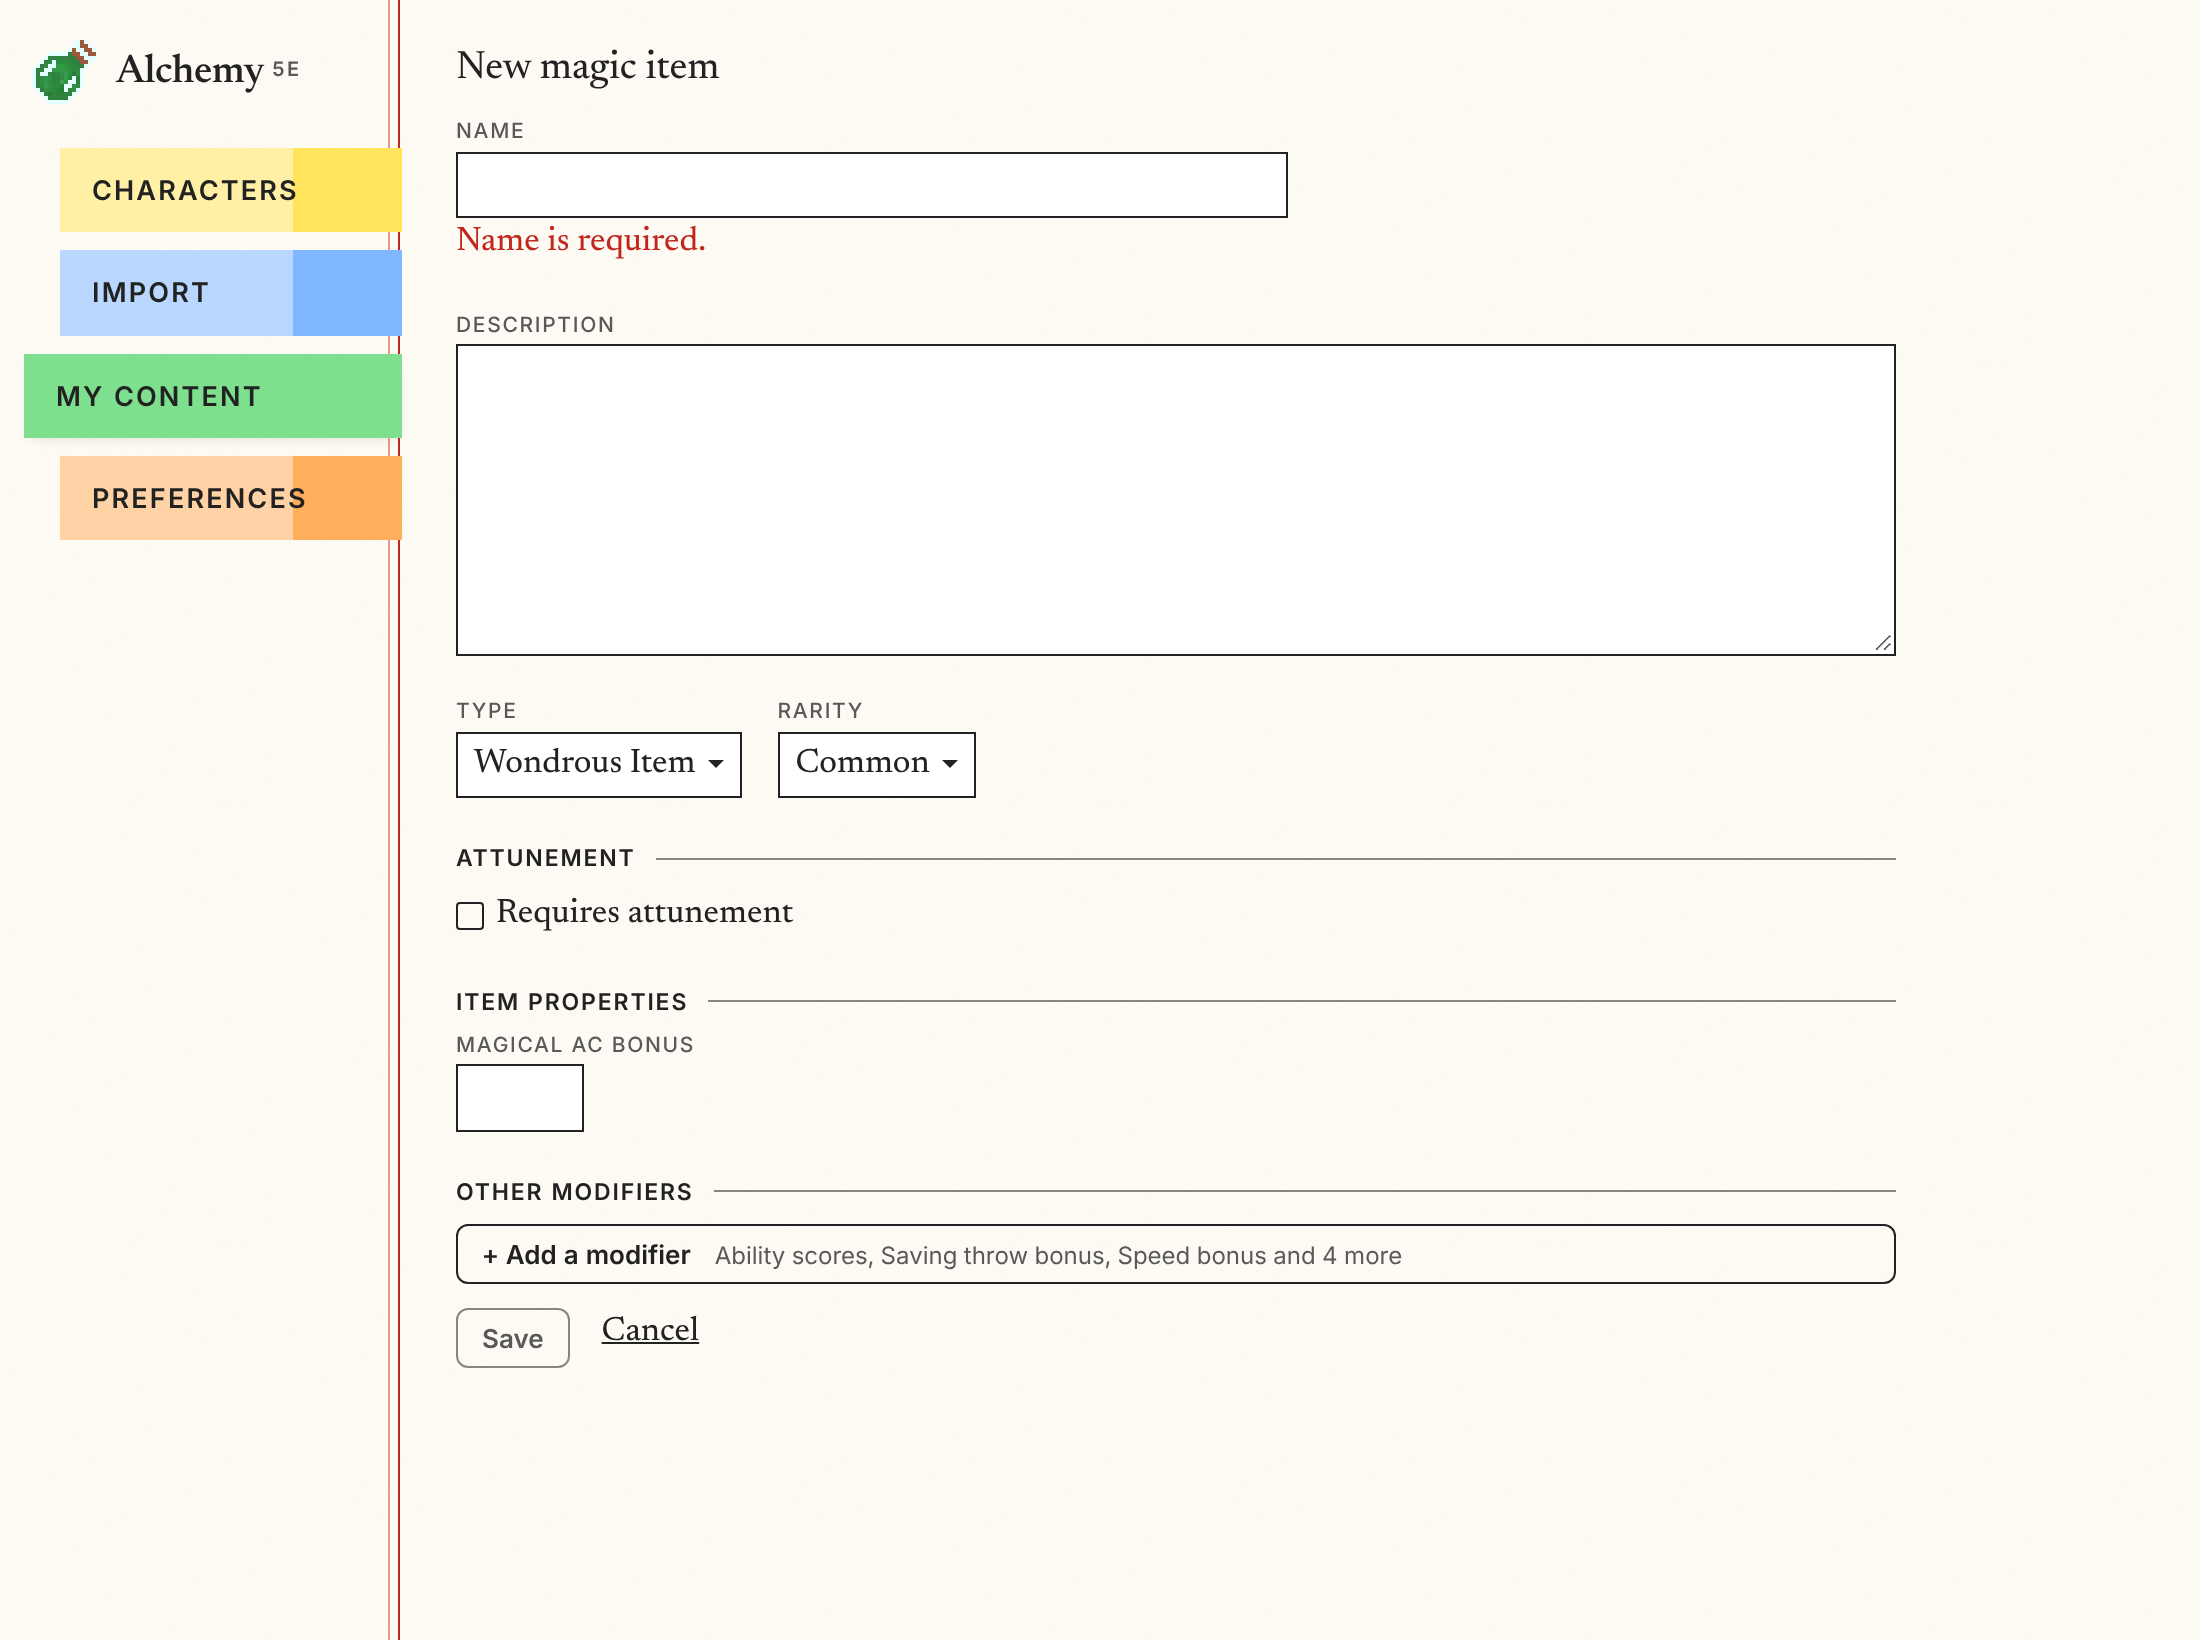 Alchemy 5E
CHARACTERS
IMPORT
MY CONTENT
PREFERENCES
New magic item
NAME
Name is required.
DESCRIPTION
TYPE
RARITY
Wondrous Item
Common
ATTUNEMENT
Requires attunement
ITEM PROPERTIES
MAGICAL AC BONUS
OTHER MODIFIERS
+ Add a modifier Ability scores, Saving throw bonus, Speed bonus and 4 more
Save
Cancel